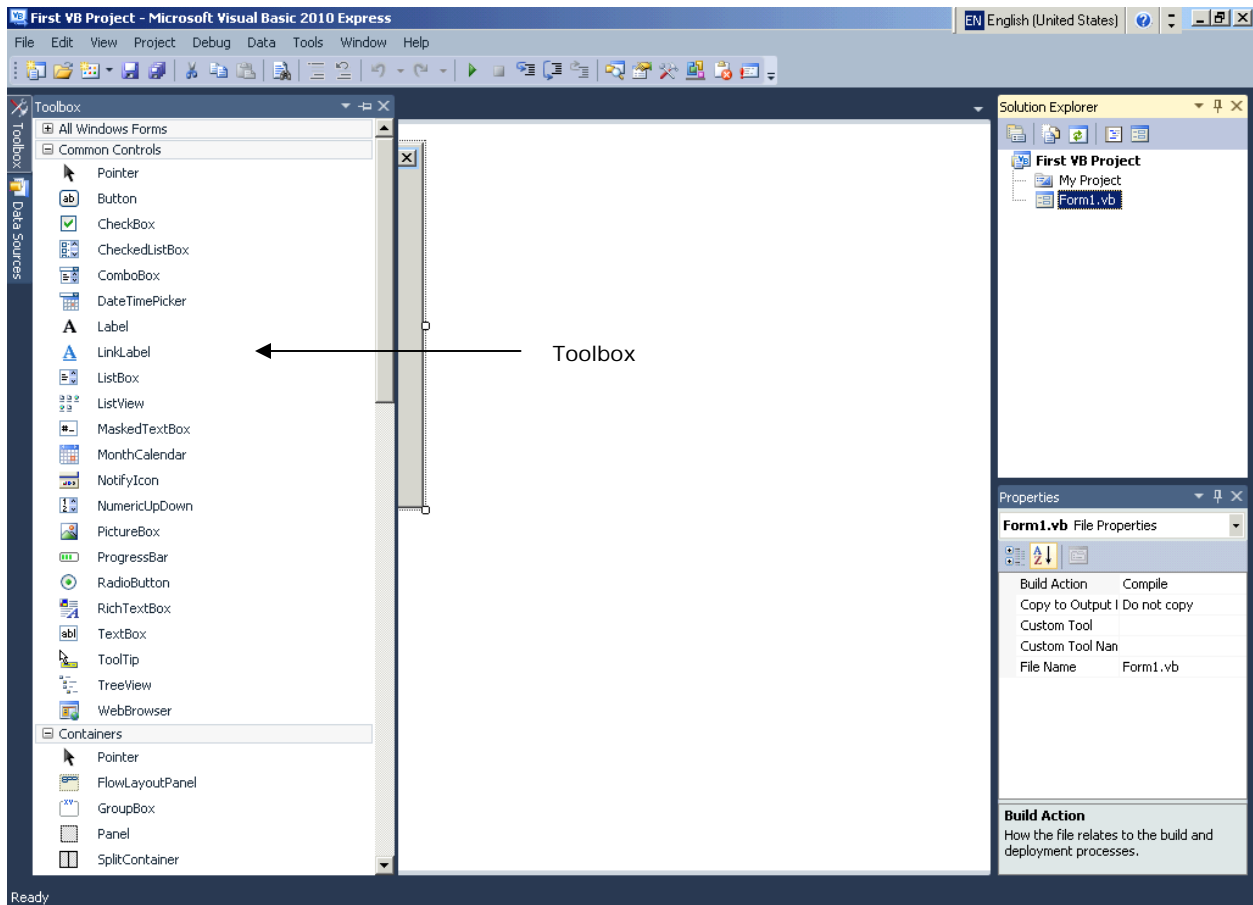 First VB Project - Microsoft Visual Basic 2010 Express
EN English (United States)
File Edit View Project Debug Data Tools Window Help
Toolbox
Data Sources
Toolbox
All Windows Forms
Common Controls
Pointer
Button
CheckBox
CheckedListBox
ComboBox
DateTimePicker
Label
LinkLabel
ListBox
ListView
MaskedTextBox
MonthCalendar
NotifyIcon
NumericUpDown
PictureBox
ProgressBar
RadioButton
RichTextBox
TextBox
ToolTip
TreeView
WebBrowser
Containers
Pointer
FlowLayoutPanel
GroupBox
Panel
SplitContainer
Toolbox
Solution Explorer
First VB Project
My Project
Form1.vb
Properties
Form1.vb File Properties
Build Action Compile
Copy to Output Do not copy
Custom Tool
Custom Tool Nan
File Name Form1.vb
Build Action
How the file relates to the build and
deployment processes.
Ready